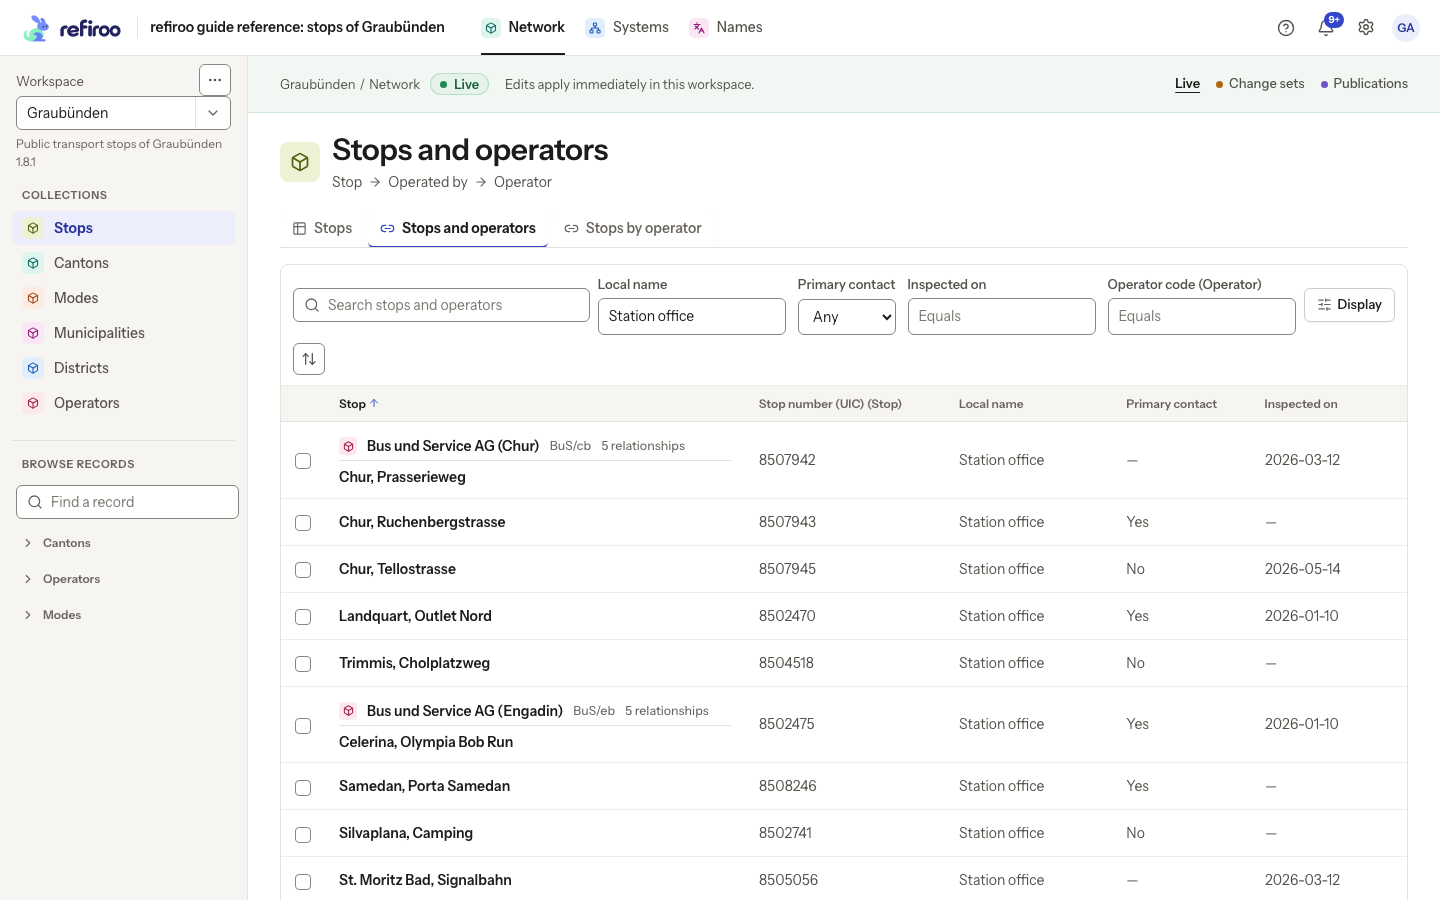 refiroo
refiroo guide reference: stops of Graubünden
Network
Systems
Names
9+
GA
Workspace
Graubünden
Public transport stops of Graubünden
1.8.1
COLLECTIONS
Stops
Cantons
Modes
Municipalities
Districts
Operators
BROWSE RECORDS
Find a record
Cantons
Operators
Modes
Graubünden / Network
Live
Edits apply immediately in this workspace.
Live
Change sets
Publications
Stops and operators
Stop → Operated by → Operator
Stops
Stops and operators
Stops by operator
Search stops and operators
Local name
Station office
Primary contact
Any
Inspected on
Equals
Operator code (Operator)
Equals
Display
Stop ↑ Stop number (UIC) (Stop) Local name Primary contact Inspected on
Bus und Service AG (Chur) BuS/cb 5 relationships
Chur, Prasserieweg 8507942 Station office — 2026-03-12
Chur, Ruchenbergstrasse 8507943 Station office Yes —
Chur, Tellostrasse 8507945 Station office No 2026-05-14
Landquart, Outlet Nord 8502470 Station office Yes 2026-01-10
Trimmis, Cholplatzweg 8504518 Station office No —
Bus und Service AG (Engadin) BuS/eb 5 relationships
Celerina, Olympia Bob Run 8502475 Station office Yes 2026-01-10
Samedan, Porta Samedan 8508246 Station office Yes —
Silvaplana, Camping 8502741 Station office No —
St. Moritz Bad, Signalbahn 8505056 Station office — 2026-03-12